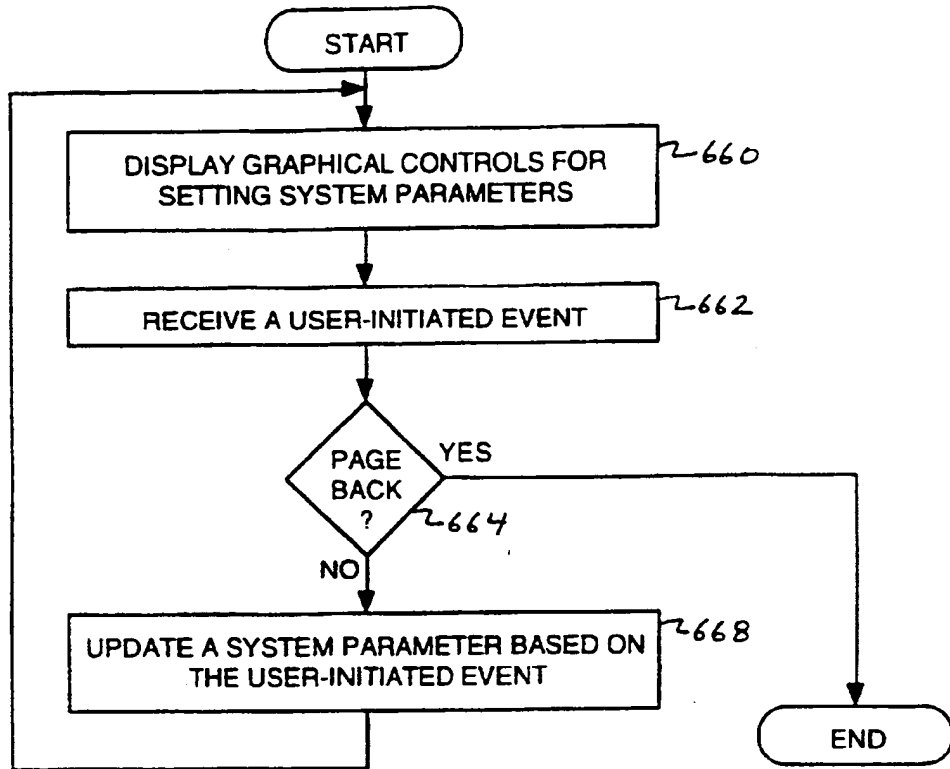 START
DISPLAY GRAPHICAL CONTROLS FOR
SETTING SYSTEM PARAMETERS
660
RECEIVE A USER-INITIATED EVENT
662
PAGE
BACK
?
YES
664
NO
UPDATE A SYSTEM PARAMETER BASED ON
THE USER-INITIATED EVENT
668
END